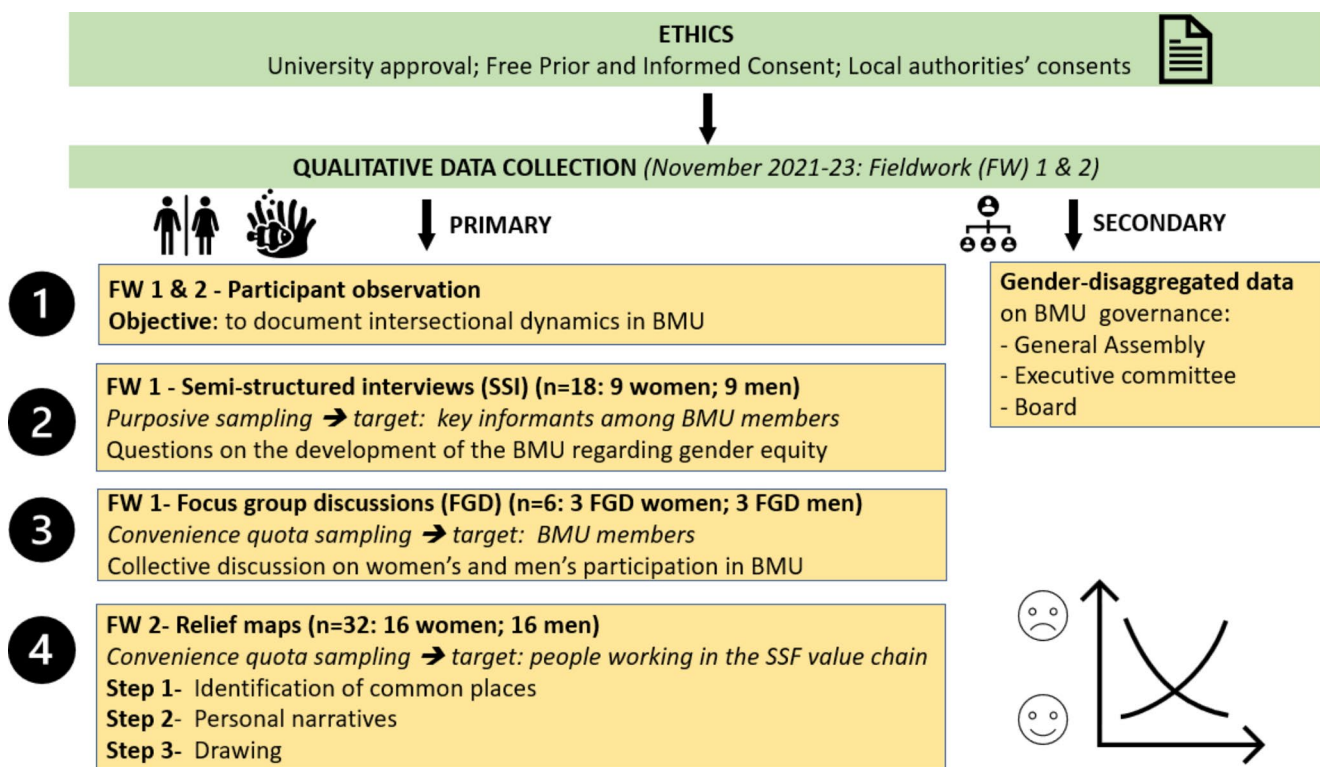 ETHICS
University approval; Free Prior and Informed Consent; Local authorities’ consents
QUALITATIVE DATA COLLECTION (November 2021-23: Fieldwork (FW) 1 & 2)
PRIMARY
SECONDARY
1
FW 1 & 2 - Participant observation
Objective: to document intersectional dynamics in BMU
2
FW 1 - Semi-structured interviews (SSI) (n=18: 9 women; 9 men)
Purposive sampling ➔ target: key informants among BMU members
Questions on the development of the BMU regarding gender equity
3
FW 1- Focus group discussions (FGD) (n=6: 3 FGD women; 3 FGD men)
Convenience quota sampling ➔ target: BMU members
Collective discussion on women’s and men’s participation in BMU
4
FW 2- Relief maps (n=32: 16 women; 16 men)
Convenience quota sampling ➔ target: people working in the SSF value chain
Step 1- Identification of common places
Step 2- Personal narratives
Step 3- Drawing
Gender-disaggregated data
on BMU governance:
- General Assembly
- Executive committee
- Board